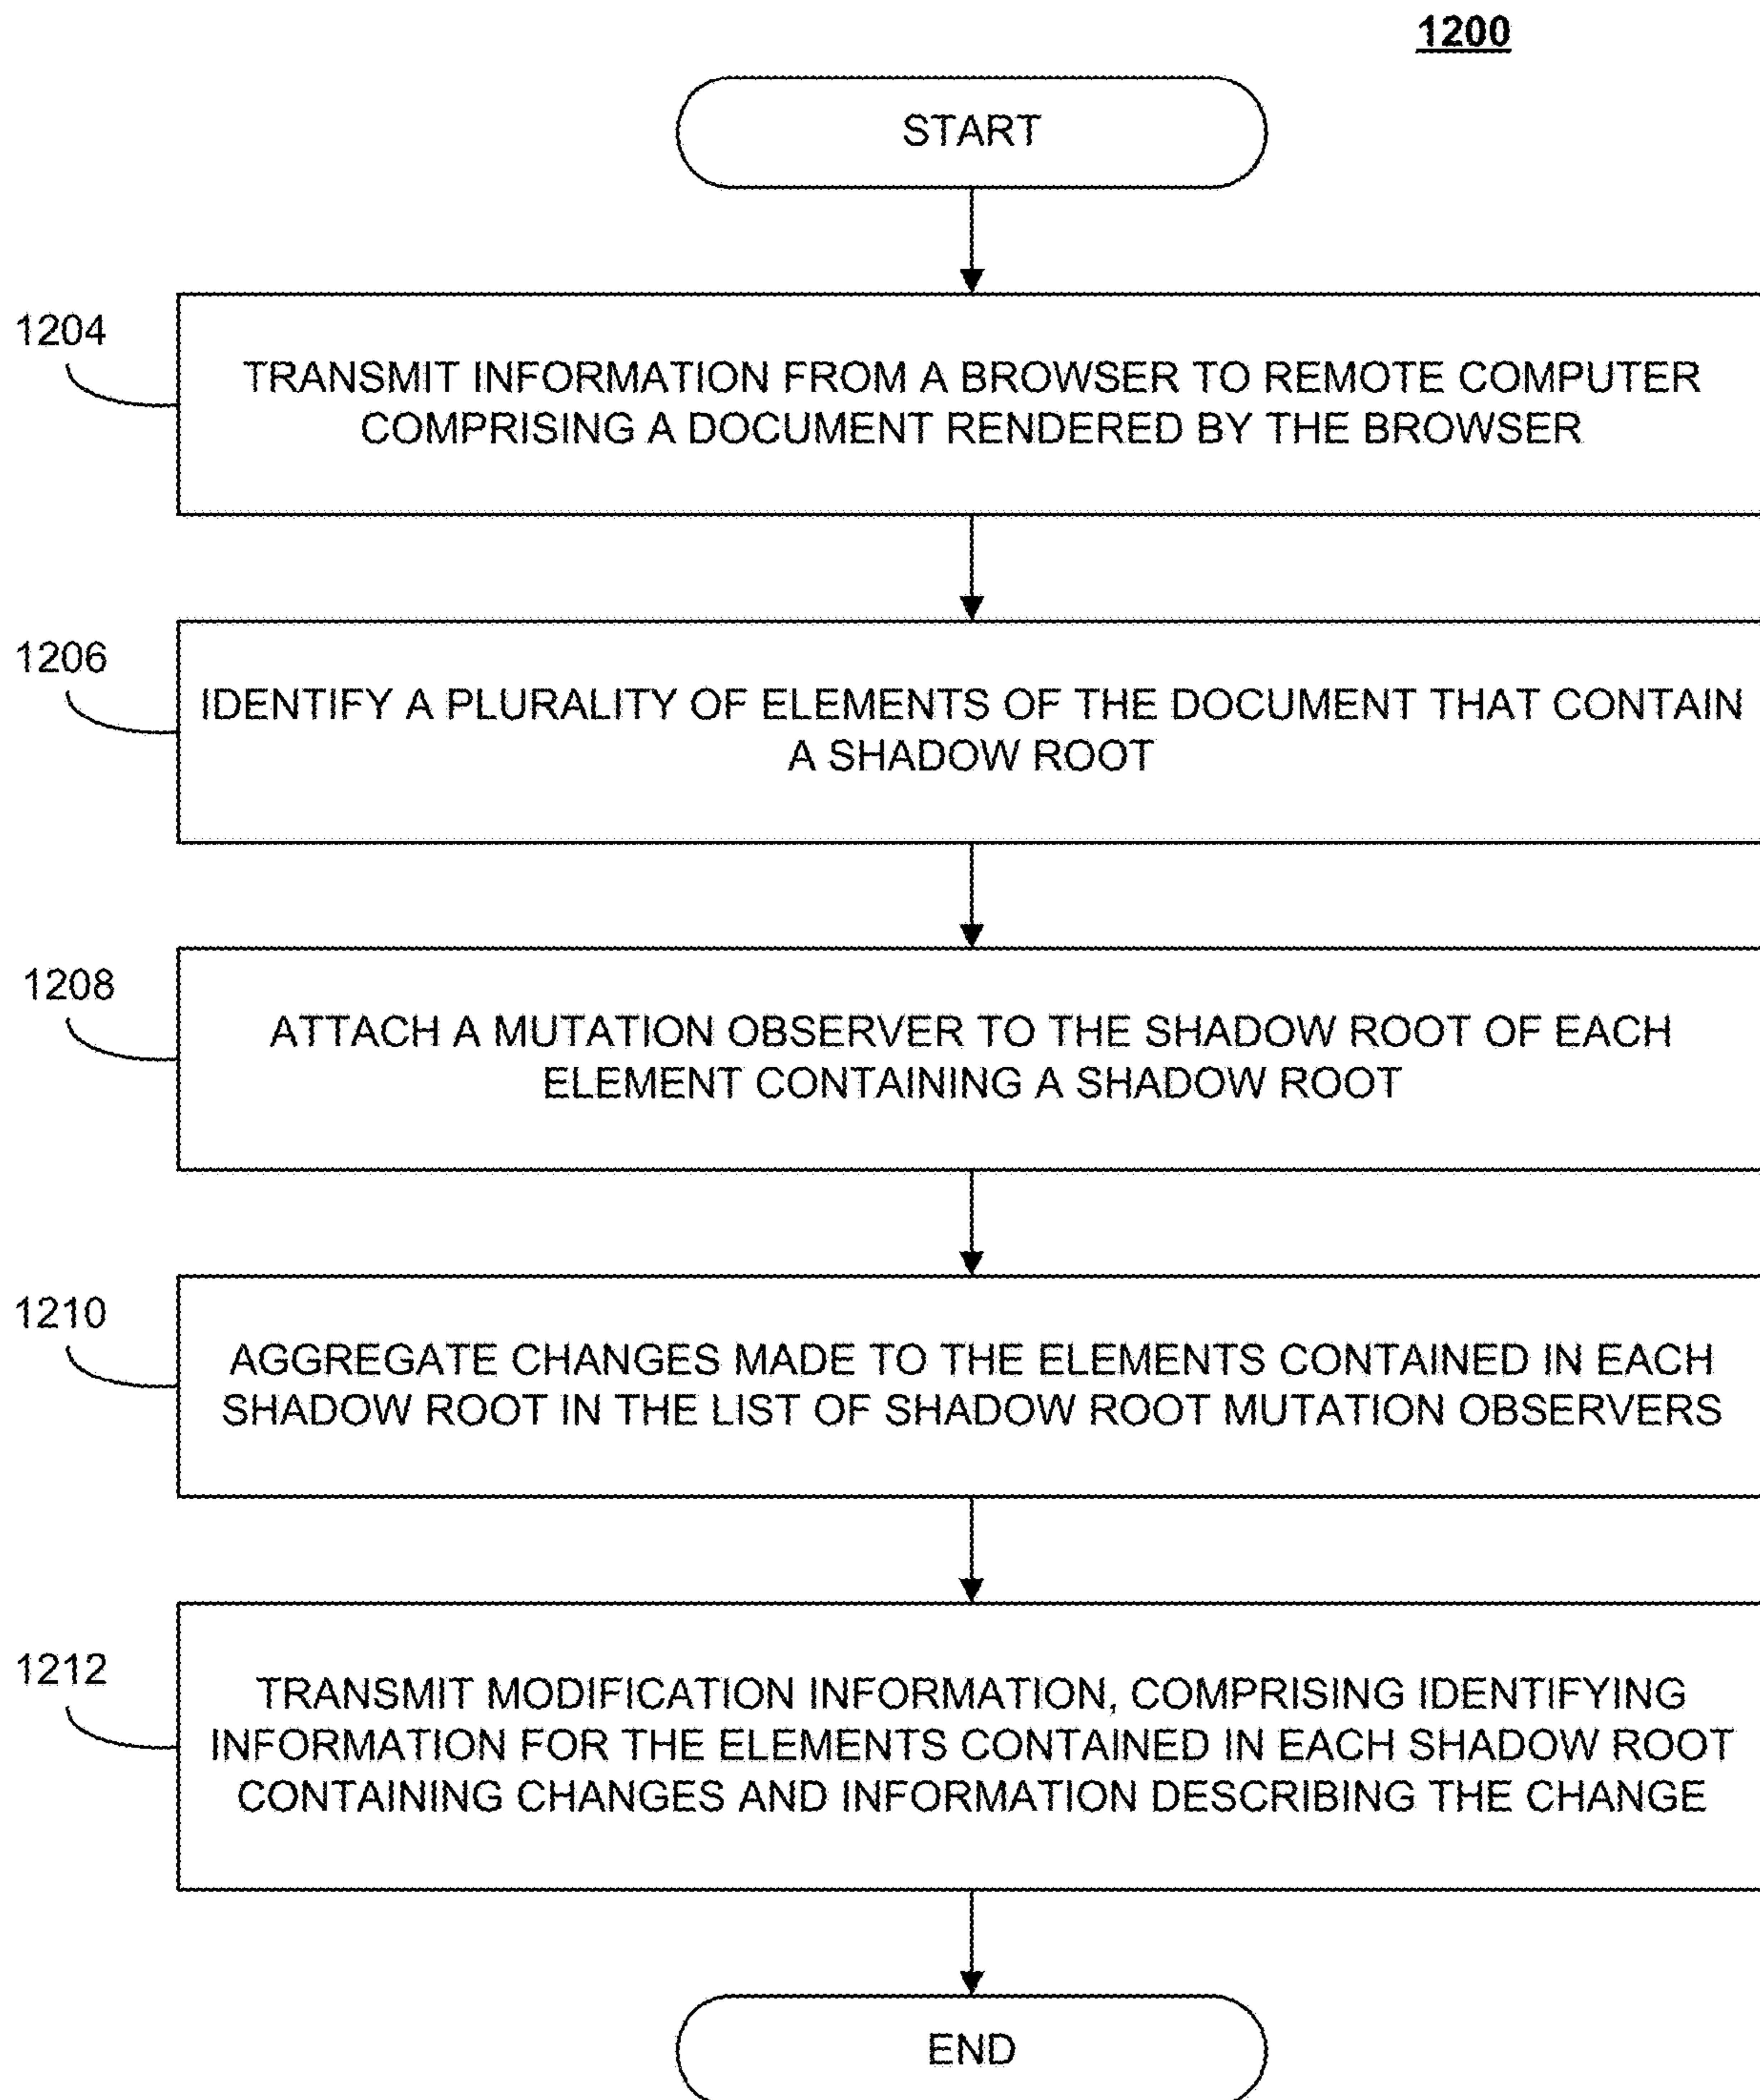 1200
START
1204
TRANSMIT INFORMATION FROM A BROWSER TO REMOTE COMPUTER
COMPRISING A DOCUMENT RENDERED BY THE BROWSER
1206
IDENTIFY A PLURALITY OF ELEMENTS OF THE DOCUMENT THAT CONTAIN
A SHADOW ROOT
1208
ATTACH A MUTATION OBSERVER TO THE SHADOW ROOT OF EACH
ELEMENT CONTAINING A SHADOW ROOT
1210
AGGREGATE CHANGES MADE TO THE ELEMENTS CONTAINED IN EACH
SHADOW ROOT IN THE LIST OF SHADOW ROOT MUTATION OBSERVERS
1212
TRANSMIT MODIFICATION INFORMATION, COMPRISING IDENTIFYING
INFORMATION FOR THE ELEMENTS CONTAINED IN EACH SHADOW ROOT
CONTAINING CHANGES AND INFORMATION DESCRIBING THE CHANGE
END